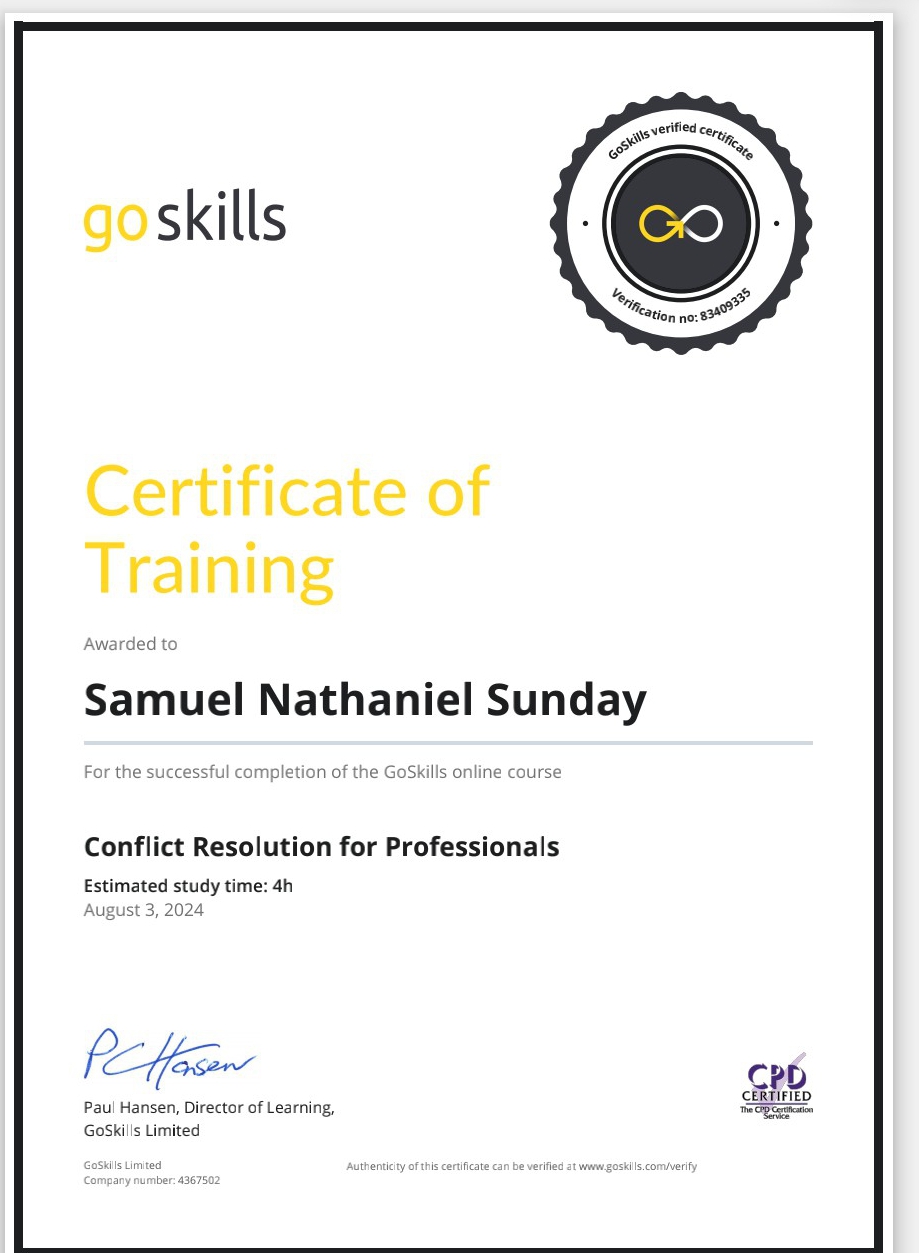 goskills
GoSkills verified certificate
Verification no: 83409335
Certificate of
Training
Awarded to
Samuel Nathaniel Sunday
For the successful completion of the GoSkills online course
Conflict Resolution for Professionals
Estimated study time: 4h
August 3, 2024
PCHansen
Paul Hansen, Director of Learning,
GoSkills Limited
CPD
CERTIFIED
The CPD Certification
Service
GoSkills Limited
Company number: 4367502
Authenticity of this certificate can be verified at www.goskills.com/verify